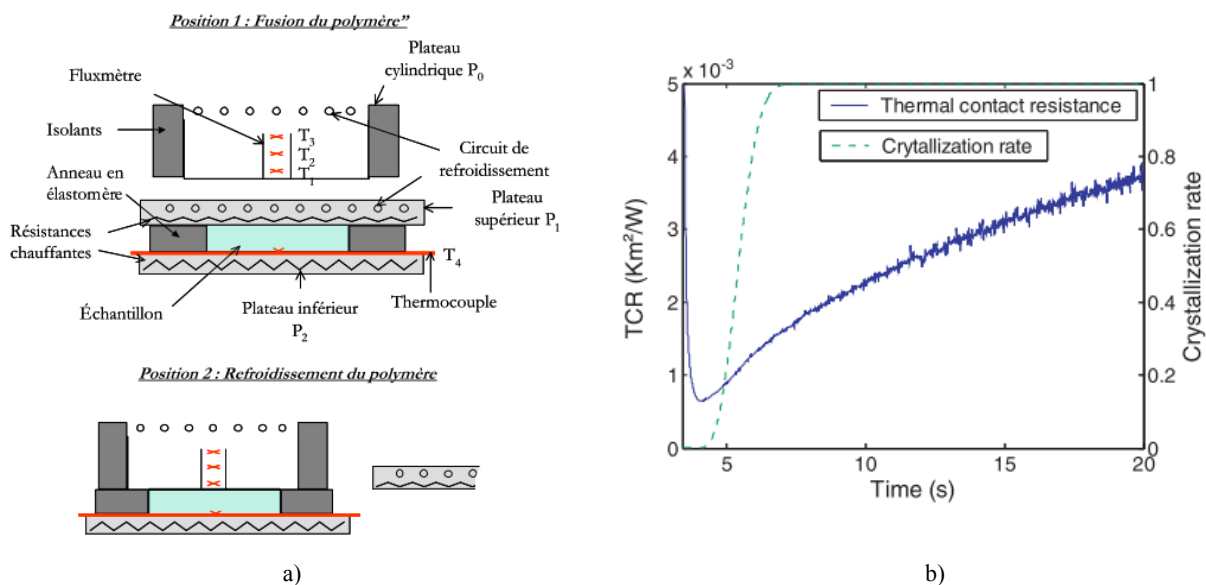 Position 1 : Fusion du polymère”
Plateau
cylindrique P0
Fluxmètre
Isolants
T3
T2
T1
Circuit de
refroidissement
Anneau en
élastomère
Plateau
supérieur P1
Résistances
chauffantes
T4
Échantillon
Plateau inférieur
P2
Thermocouple
Position 2 : Refroidissement du polymère
a)
x 10-3
5
4
3
2
1
0
TCR (Km2/W)
Thermal contact resistance
Crytallization rate
1
0.8
0.6
0.4
0.2
0
Crystallization rate
5
10
15
20
Time (s)
b)